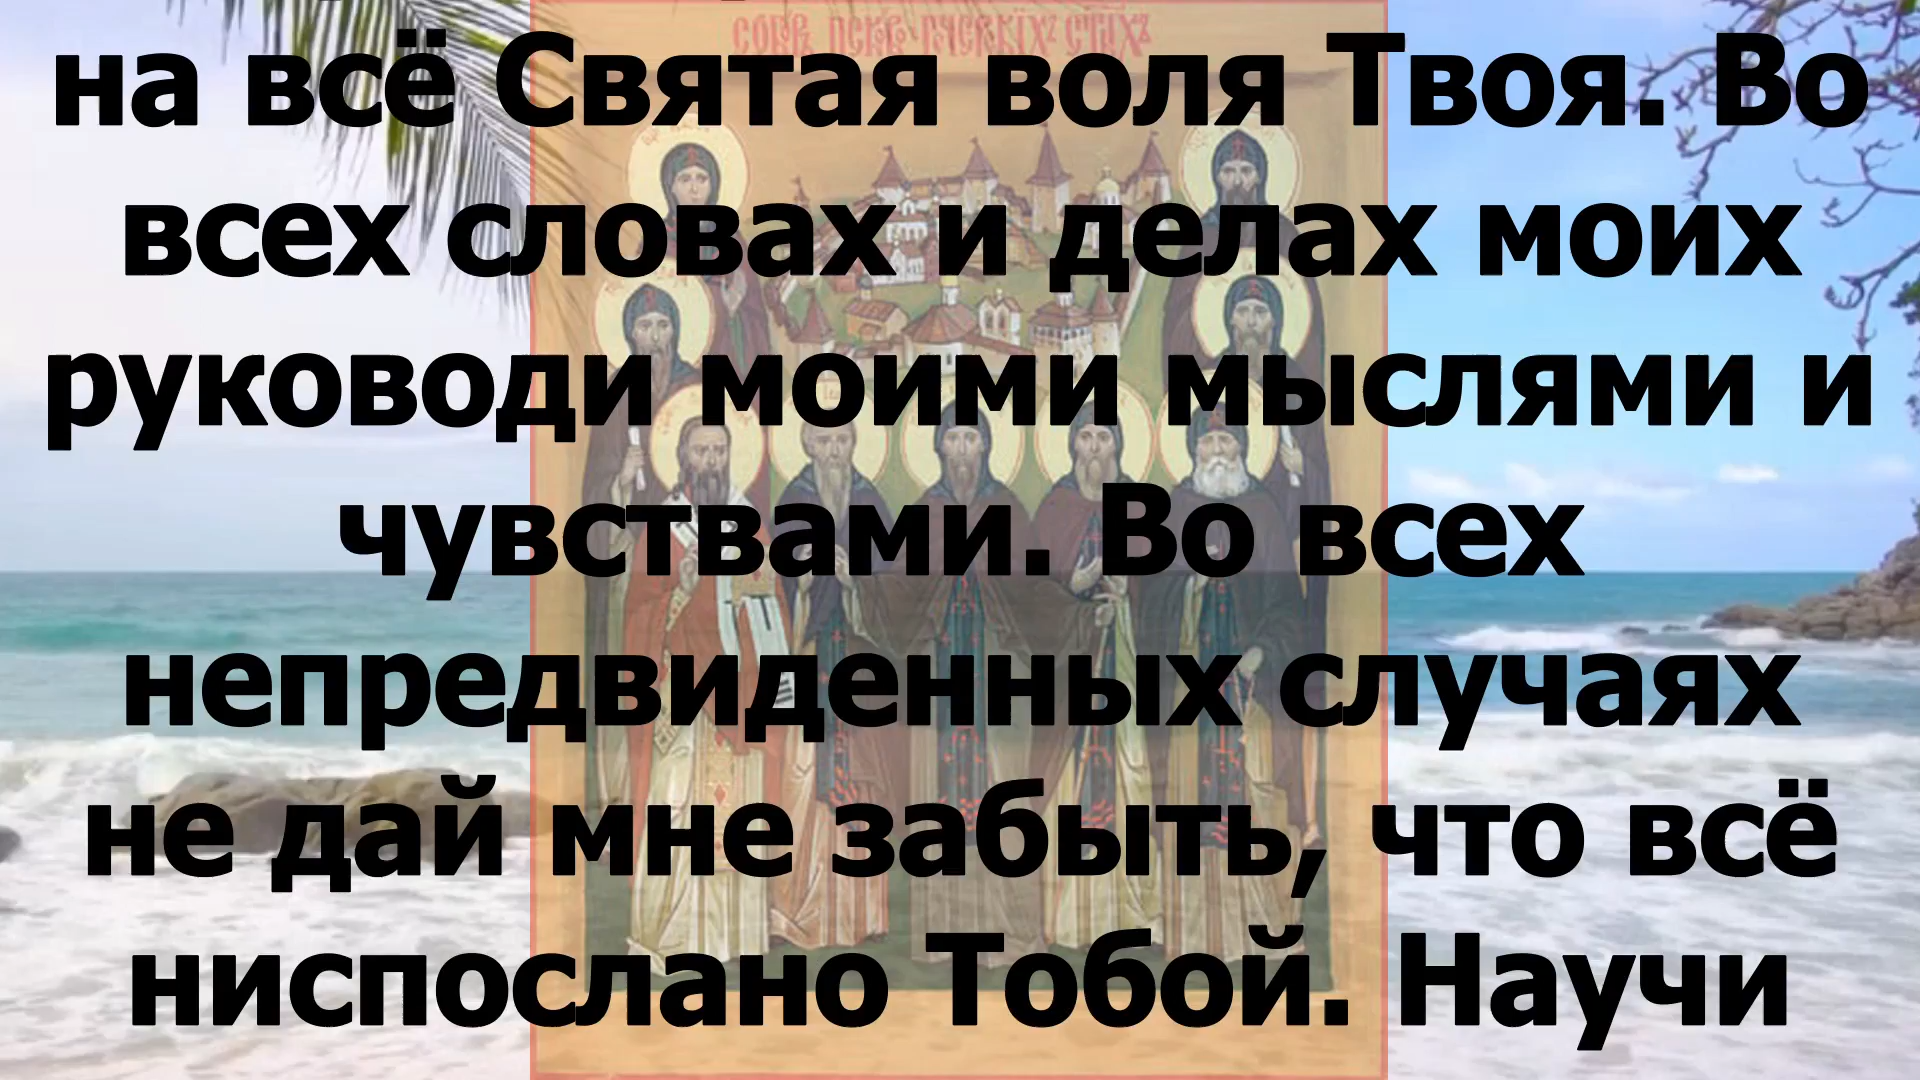 на всё Святая воля Твоя. Во
всех словах и делах моих
руководи моими мыслями и
чувствами. Во всех
непредвиденных случаях
не дай мне забыть, что всё
ниспослано Тобой. Научи